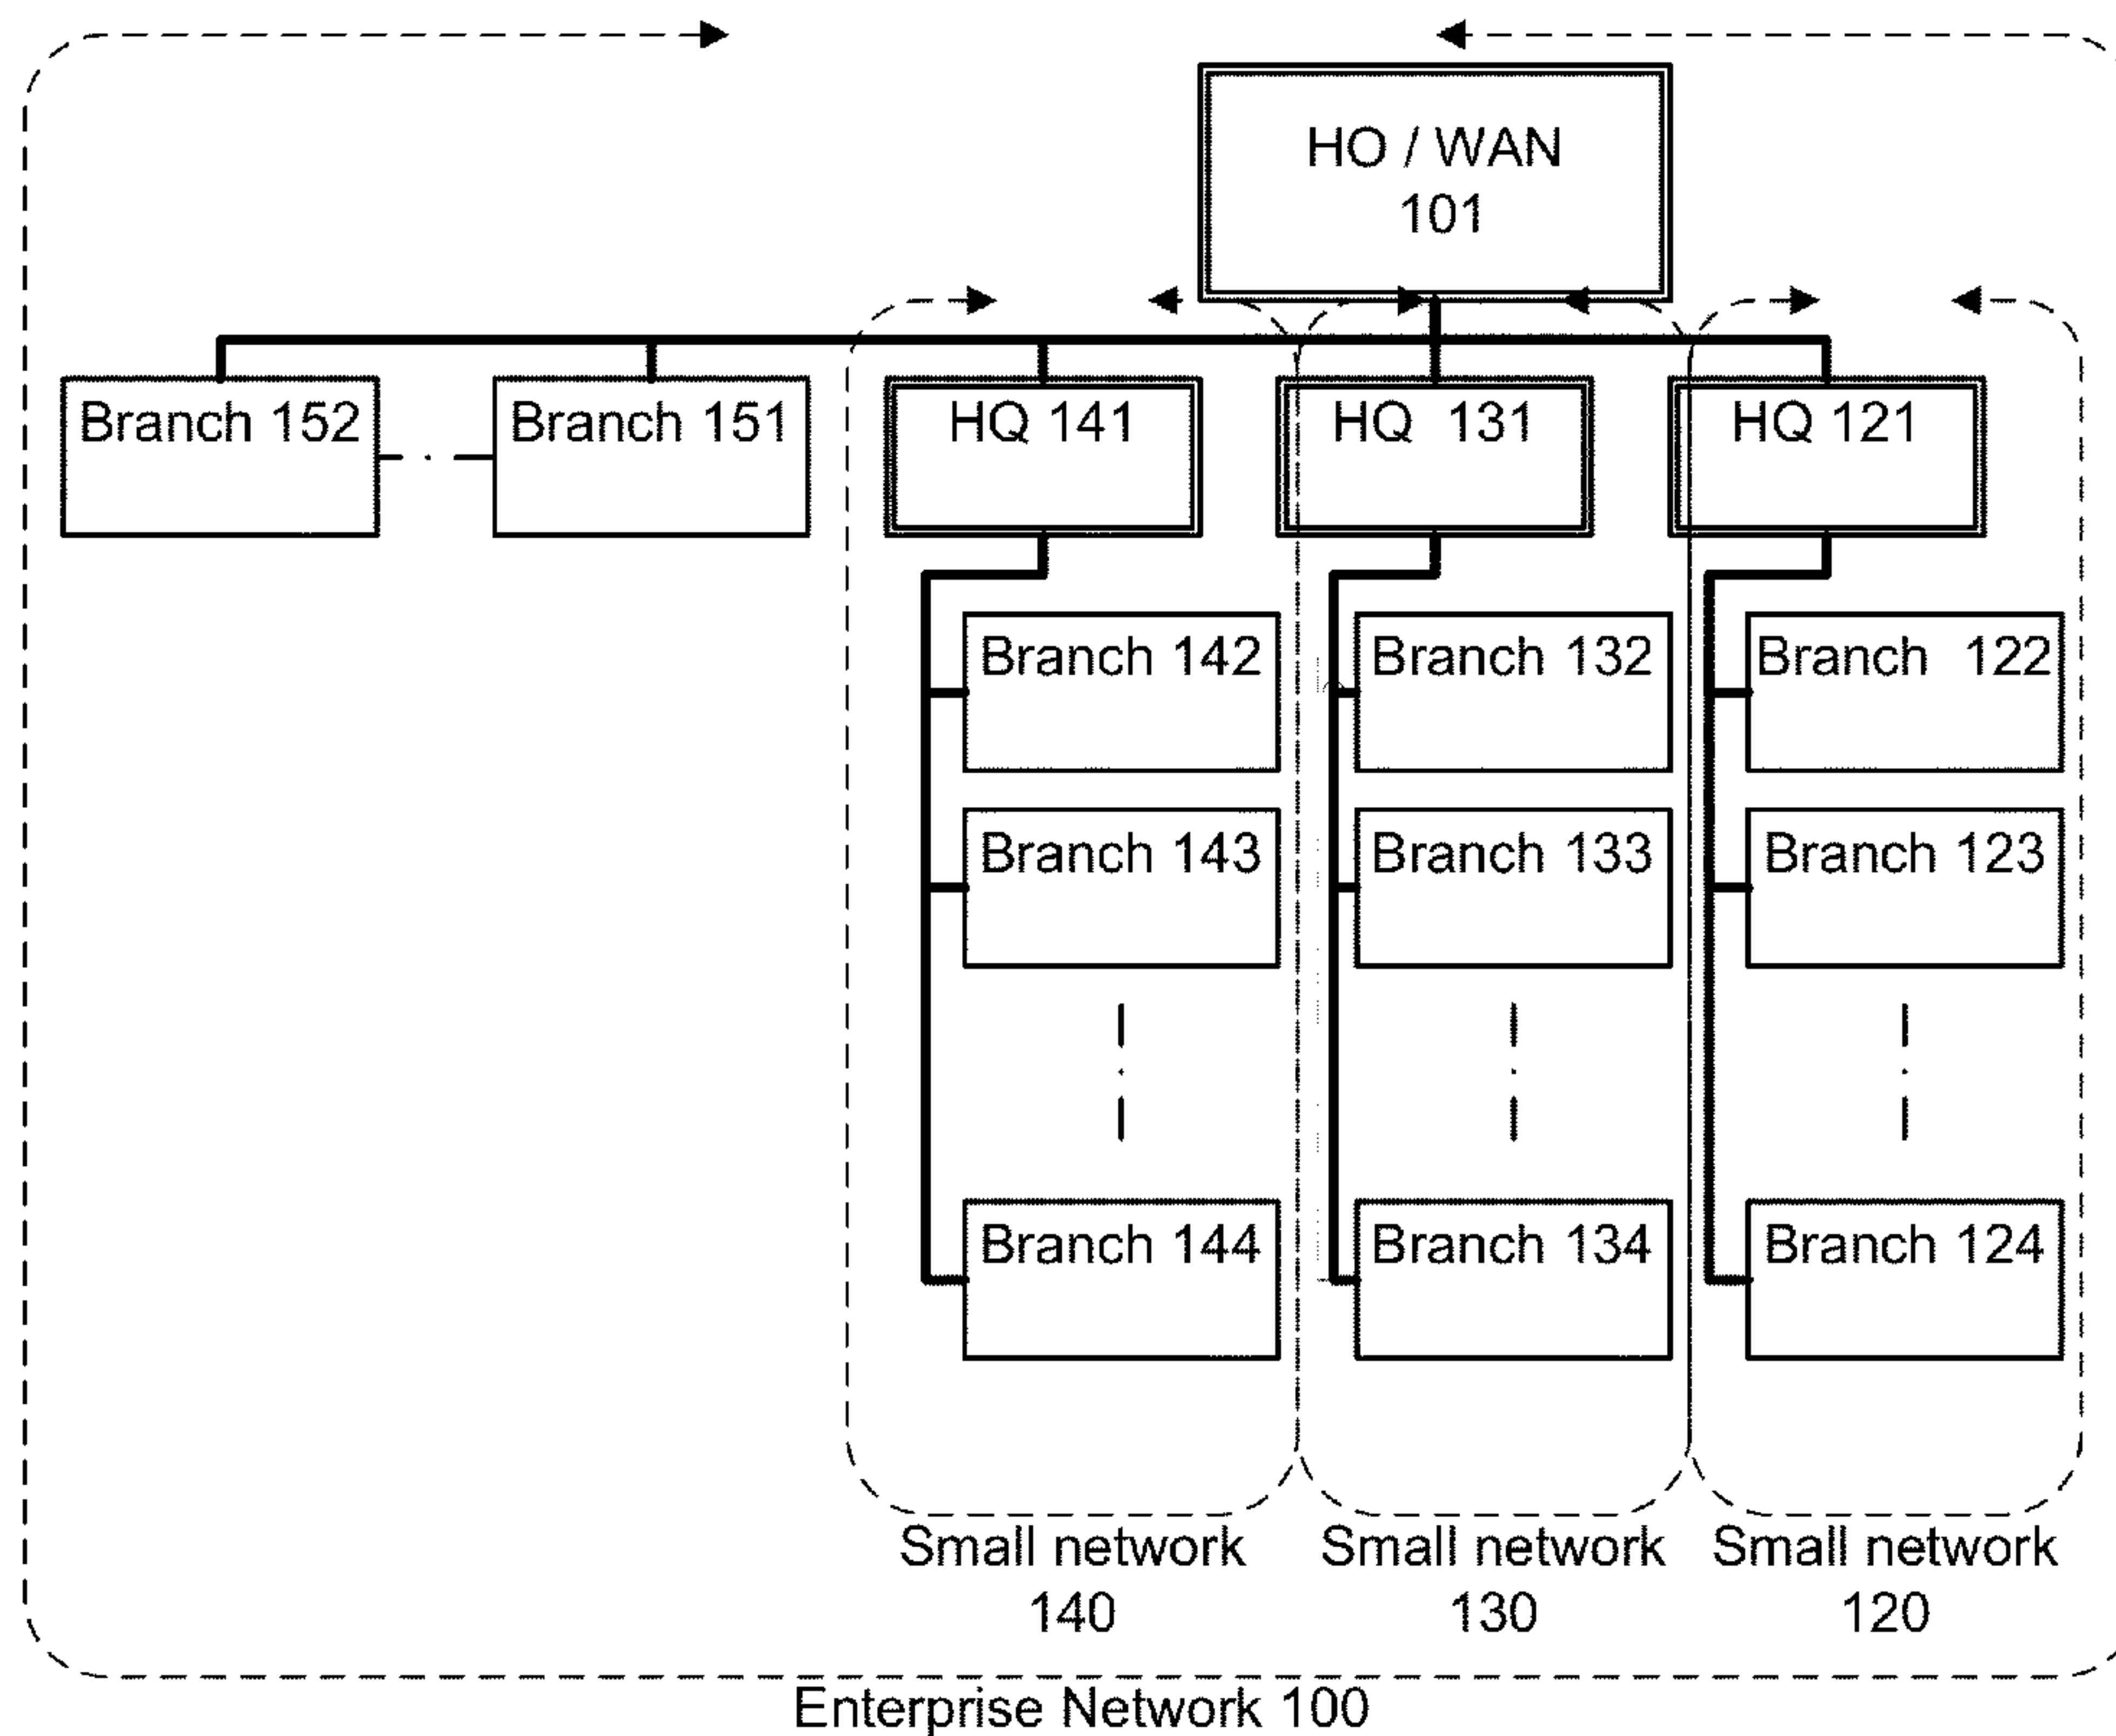 HO / WAN
101
Branch 152
Branch 151
HQ 141
HQ 131
HQ 121
Branch 142
Branch 132
Branch 122
Branch 143
Branch 133
Branch 123
Branch 144
Branch 134
Branch 124
Small network
140
Small network
130
Small network
120
Enterprise Network 100